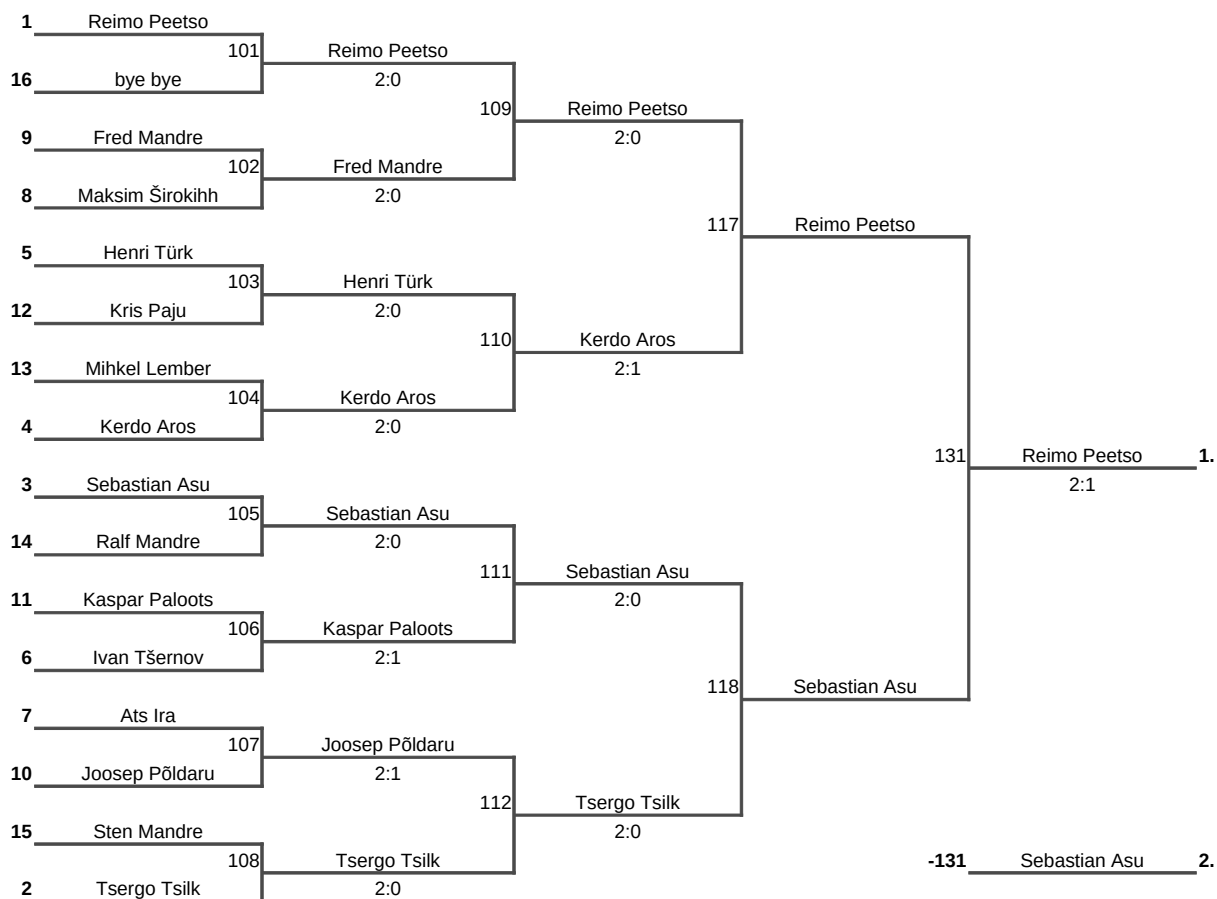 1 Reimo Peetso
101 Reimo Peetso
16 bye bye 2:0
109 Reimo Peetso
9 Fred Mandre 2:0
102 Fred Mandre
8 Maksim Širokihh 2:0
117 Reimo Peetso
5 Henri Türk
103 Henri Türk
12 Kris Paju 2:0
110 Kerdo Aros
13 Mihkel Lember 2:1
104 Kerdo Aros
4 Kerdo Aros 2:0
131 Reimo Peetso 1.
3 Sebastian Asu 2:1
105 Sebastian Asu
14 Ralf Mandre 2:0
111 Sebastian Asu
11 Kaspar Paloots 2:0
106 Kaspar Paloots
6 Ivan Tšernov 2:1
118 Sebastian Asu
7 Ats Ira
107 Joosep Põldaru
10 Joosep Põldaru 2:1
112 Tsergo Tsilk
15 Sten Mandre 2:0
108 Tsergo Tsilk -131 Sebastian Asu 2.
2 Tsergo Tsilk 2:0